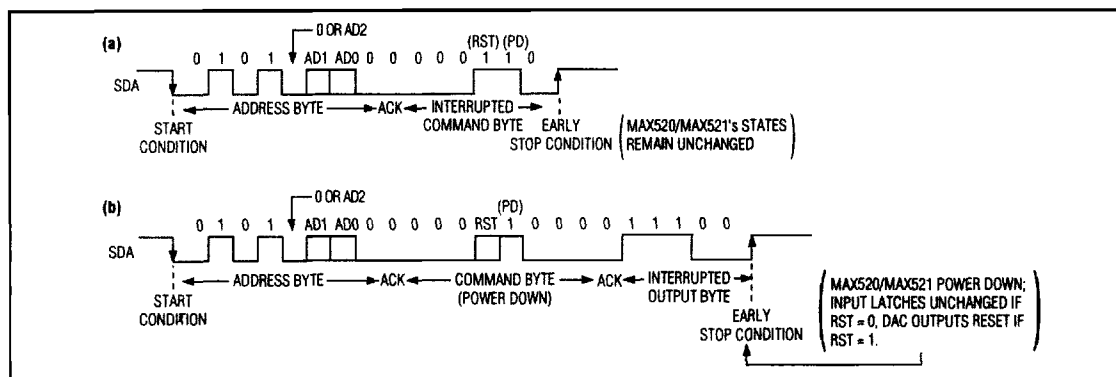 (a)
0 OR AD2
(RST) (PD)
0 1 0 1 AD1 AD0 0 0 0 0 0 1 1 0
SDA
ADDRESS BYTE ACK INTERRUPTED
COMMAND BYTE
START
CONDITION
EARLY
STOP CONDITION
(MAX520/MAX521's STATES
REMAIN UNCHANGED)
(b)
0 OR AD2
(PD)
0 1 0 1 AD1 AD0 0 0 0 0 0 RST 1 0 0 0 0 1 1 1 0 0
SDA
ADDRESS BYTE ACK COMMAND BYTE ACK INTERRUPTED
(POWER DOWN) OUTPUT BYTE
START
CONDITION
EARLY
STOP CONDITION
(MAX520/MAX521 POWER DOWN;
INPUT LATCHES UNCHANGED IF
RST = 0, DAC OUTPUTS RESET IF
RST = 1.)